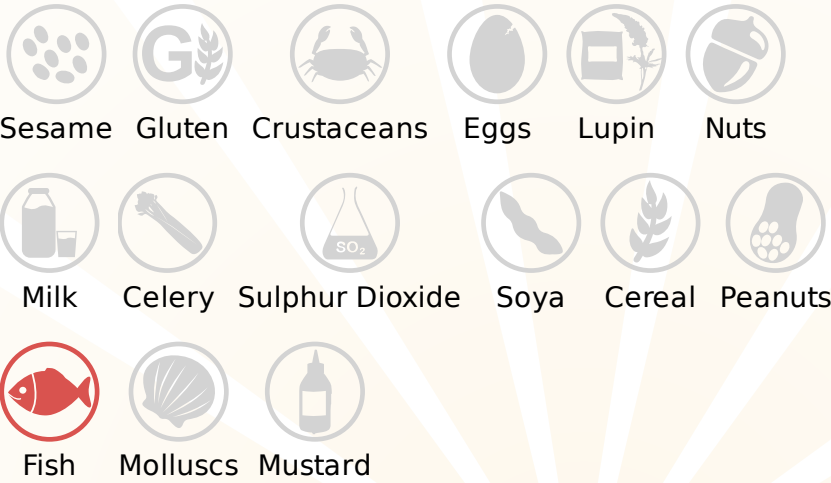 G
Sesame Gluten Crustaceans Eggs Lupin Nuts
SO₂
Milk Celery Sulphur Dioxide Soya Cereal Peanuts
Fish Molluscs Mustard